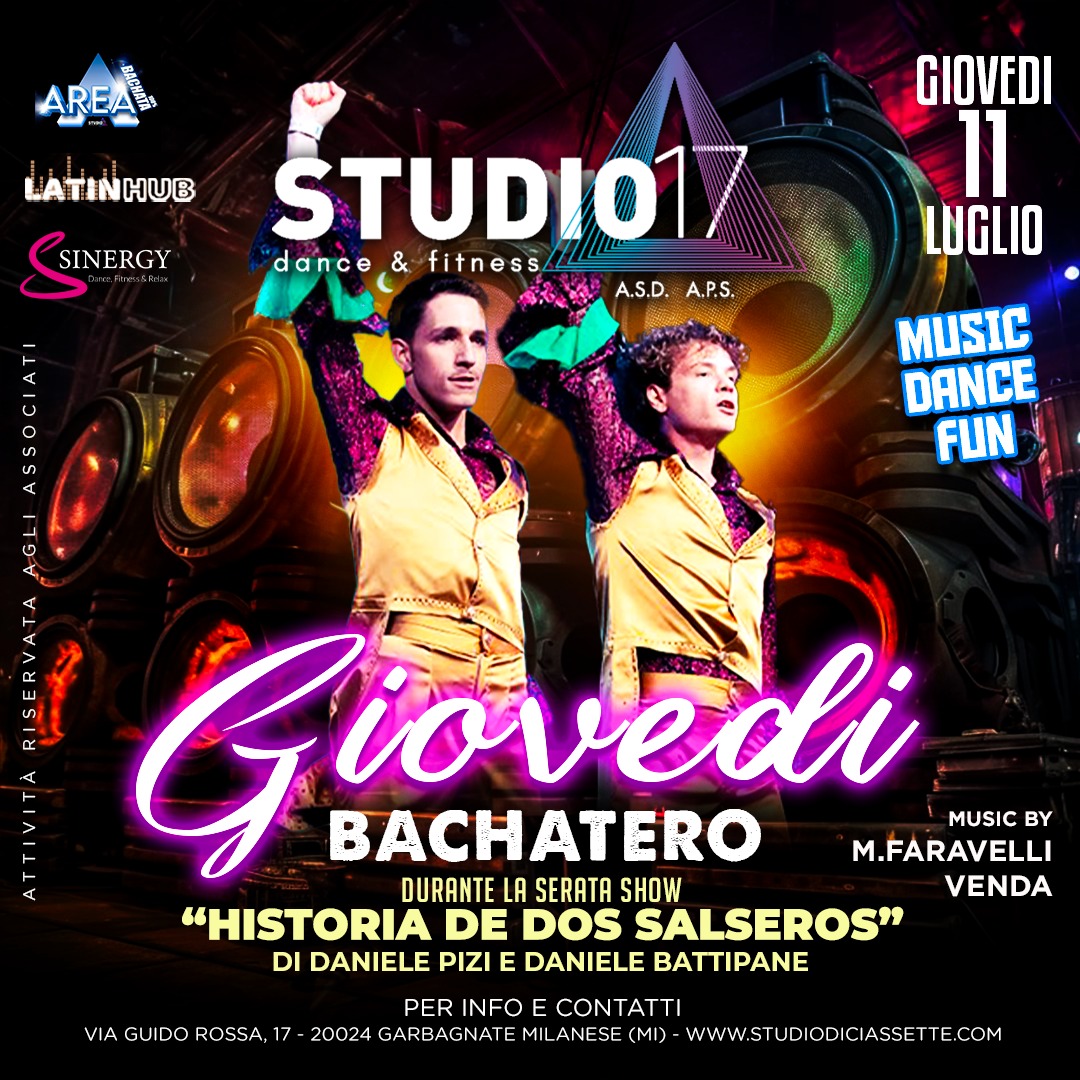 AREA
BACHATA
100%
STUDIO
LATINHUB
SINERGY
Dance, Fitness & Relax
STUDIO17
dance & fitness
A.S.D. A.P.S.
GIOVEDI
11
LUGLIO
MUSIC
DANCE
FUN
ATTIVITÀ RISERVATA AGLI ASSOCIATI
Giovedi
BACHATERO
MUSIC BY
M.FARAVELLI
VENDA
DURANTE LA SERATA SHOW
“HISTORIA DE DOS SALSEROS”
DI DANIELE PIZI E DANIELE BATTIPANE
PER INFO E CONTATTI
VIA GUIDO ROSSA, 17 - 20024 GARBAGNATE MILANESE (MI) - WWW.STUDIODICIASSETTE.COM